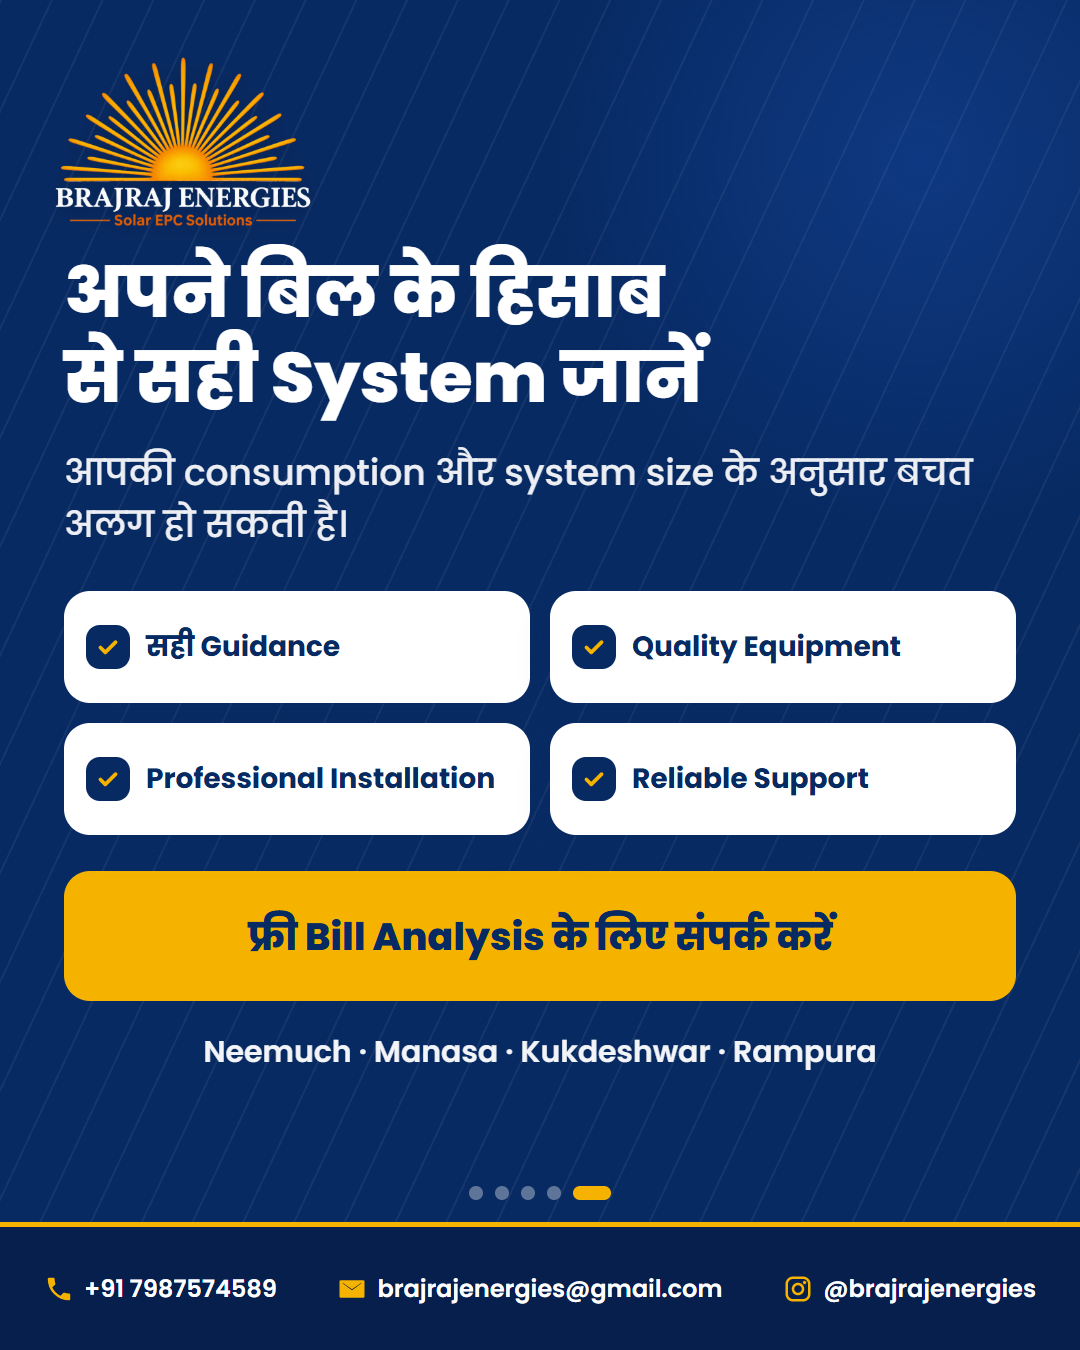 BRAJRAJ ENERGIES
Solar EPC Solutions
अपने बिल के हिसाब
से सही System जानें
आपकी consumption और system size के अनुसार बचत
अलग हो सकती है।
सही Guidance
Quality Equipment
Professional Installation
Reliable Support
फ्री Bill Analysis के लिए संपर्क करें
Neemuch · Manasa · Kukdeshwar · Rampura
+91 7987574589
brajrajenergies@gmail.com
@brajrajenergies